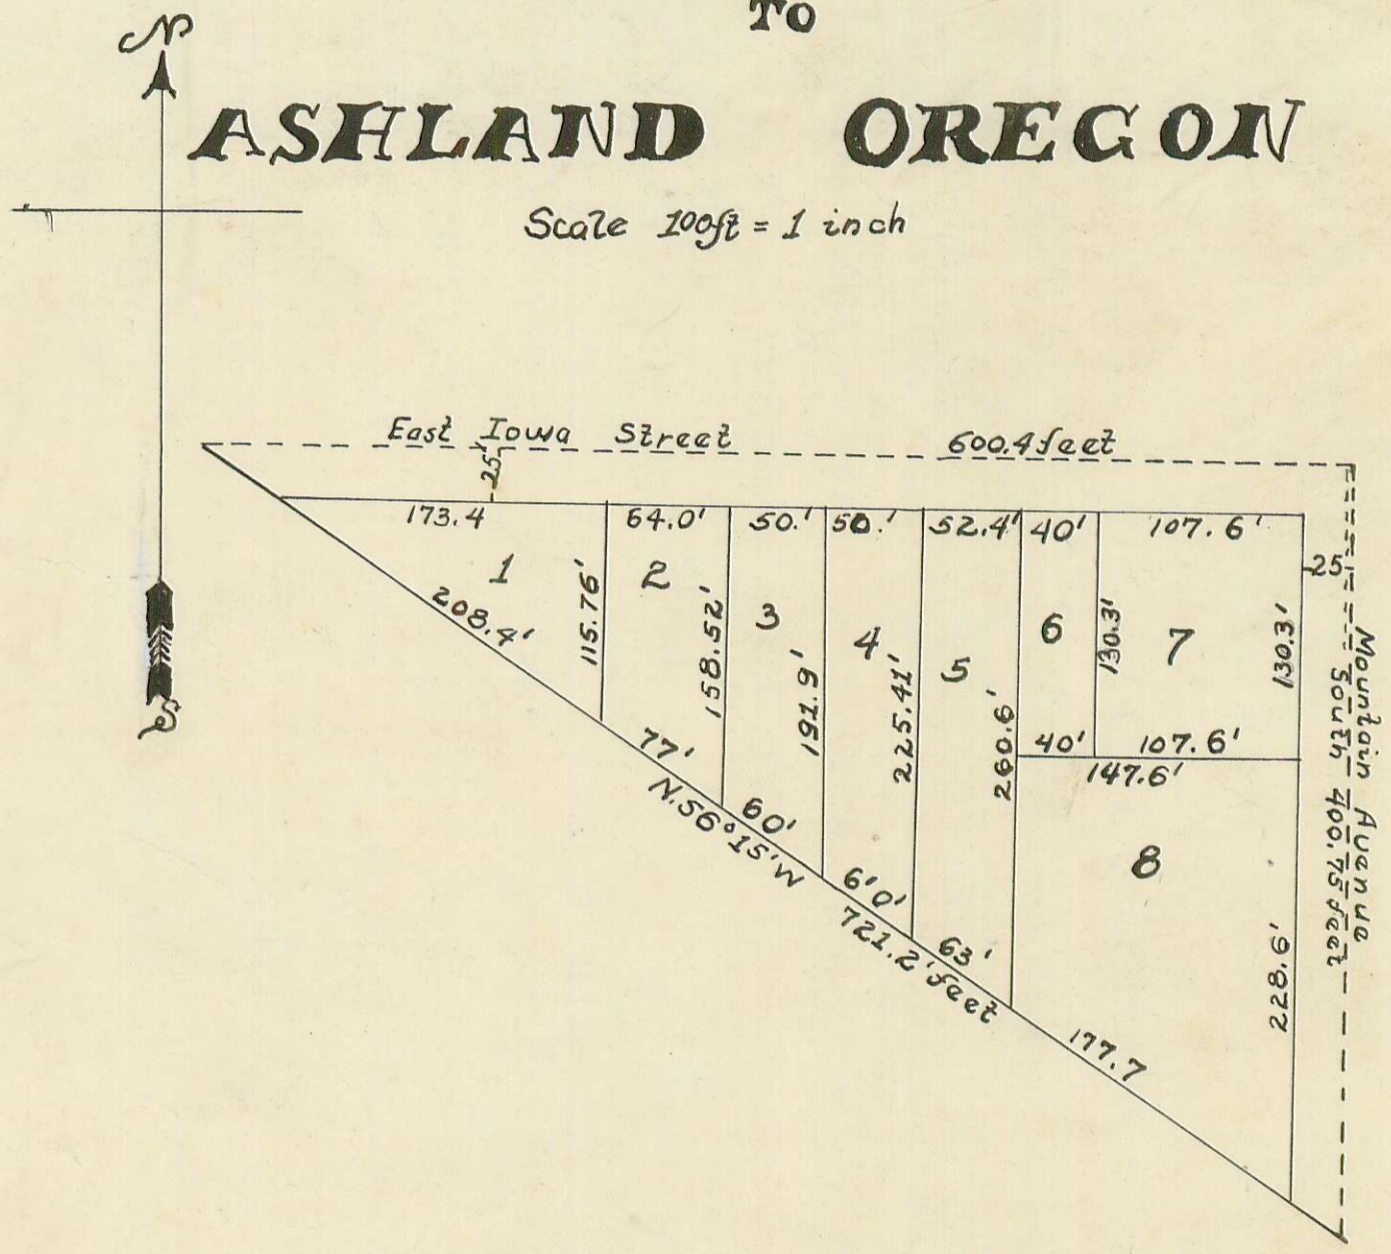 TO
N
ASHLAND OREGON
Scale 100ft = 1 inch
S
East Iowa Street 600.4 feet
25'
173.4 64.0' 50.' 50.' 52.4' 40' 107.6'
25
1 2 3 4 5 6 7
208.4' 115.76' 158.52' 191.9' 225.41' 260.6' 130.3' 130.3'
40' 107.6'
147.6'
8
77' 60' 6'0' 63' 177.7
N.56°15'W 721.2' feet
228.6'
Mountain Avenue
South 400.75 feet